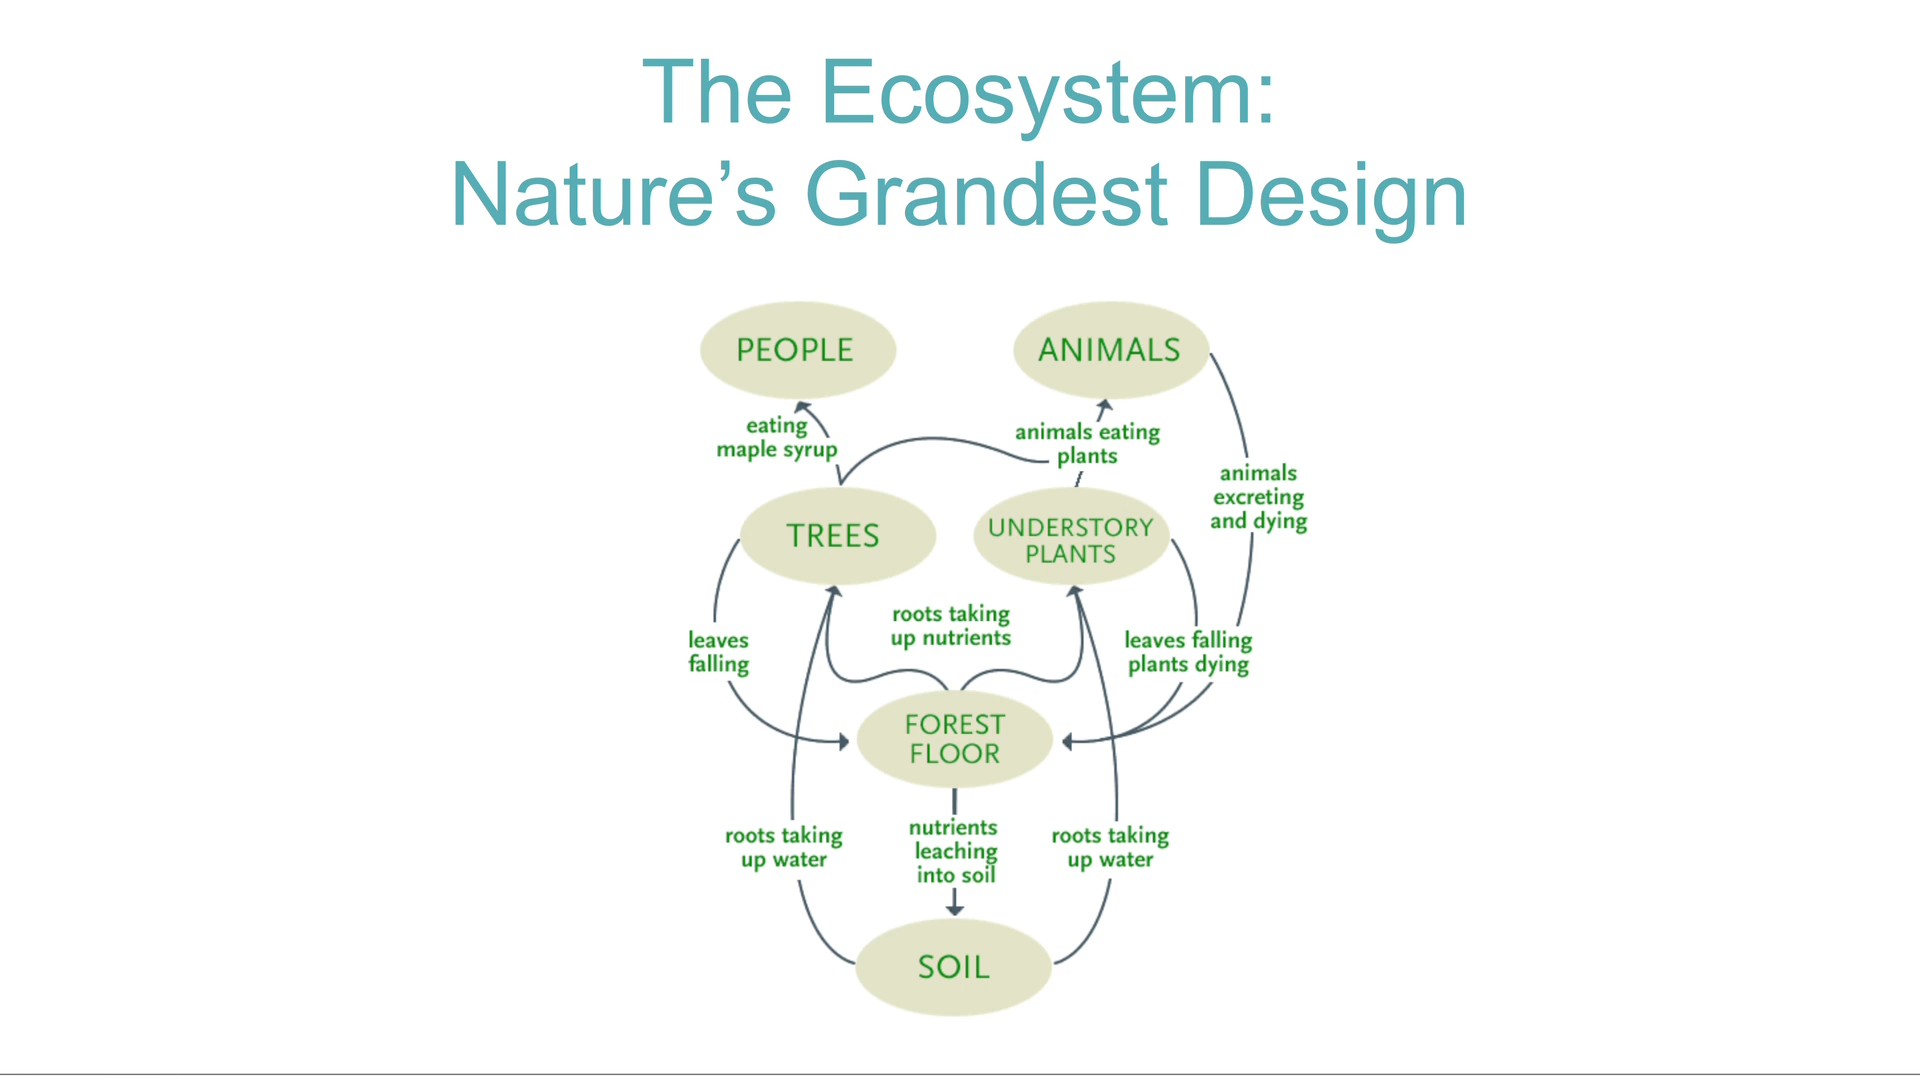 The Ecosystem:
Nature’s Grandest Design
PEOPLE
ANIMALS
eating
maple syrup
animals eating
plants
animals
excreting
and dying
TREES
UNDERSTORY
PLANTS
roots taking
up nutrients
leaves
falling
leaves falling
plants dying
FOREST
FLOOR
roots taking
up water
nutrients
leaching
into soil
roots taking
up water
SOIL